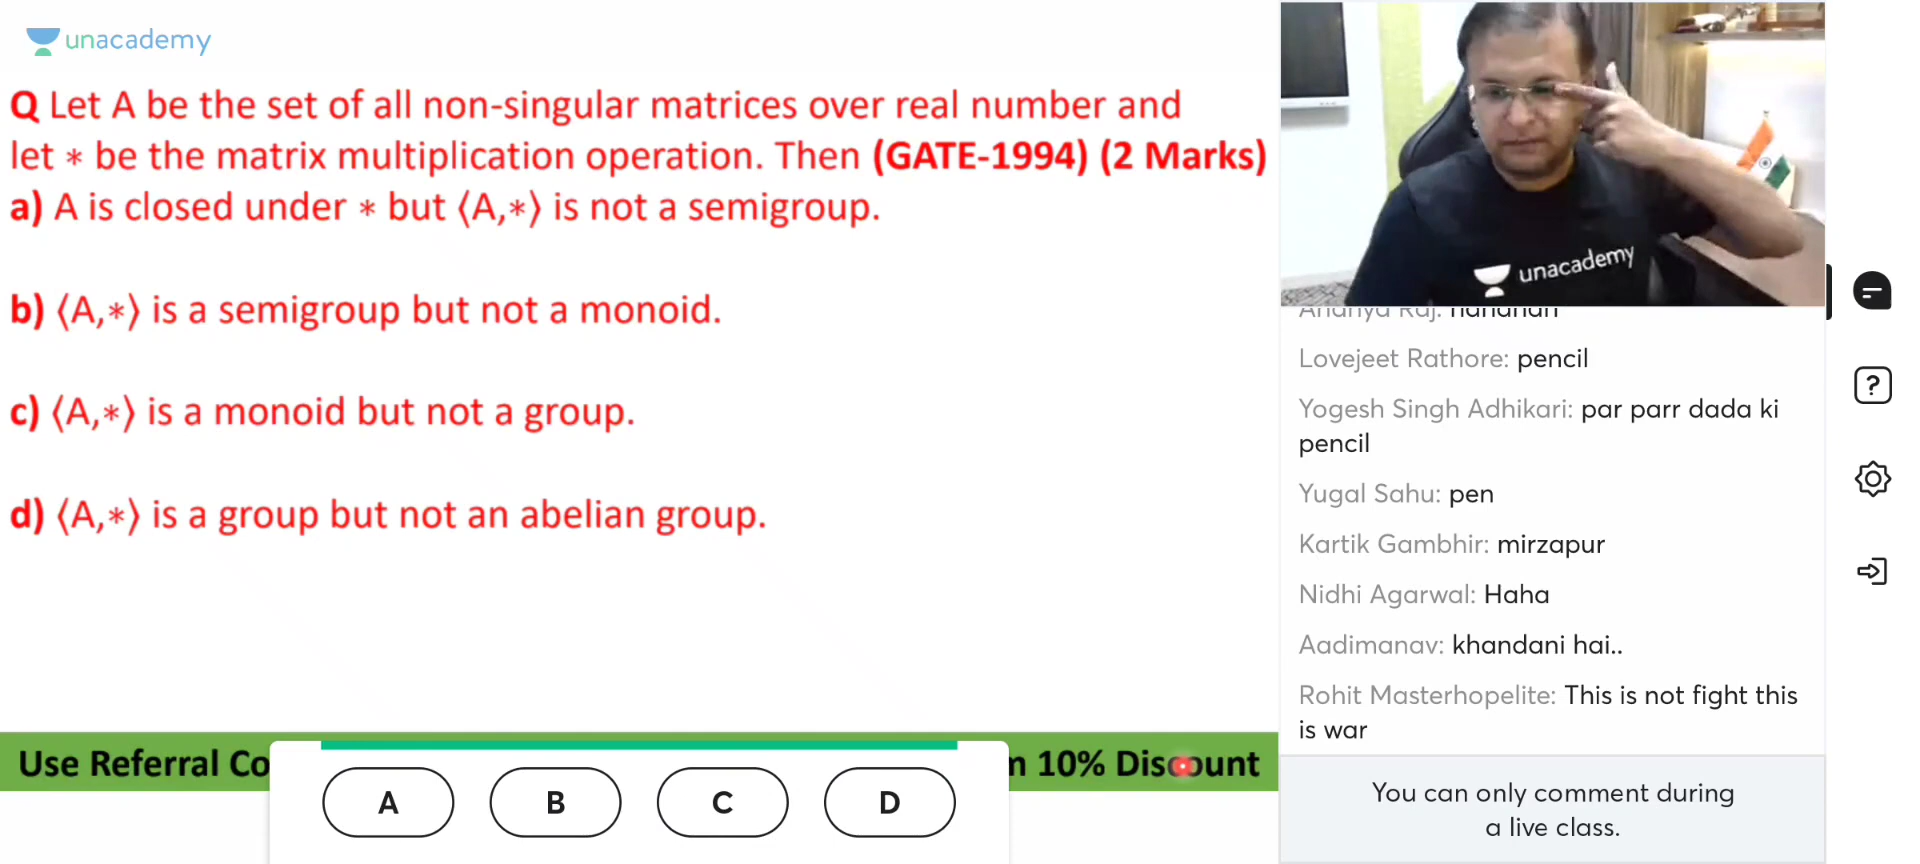 unacademy
Q Let A be the set of all non-singular matrices over real number and
let * be the matrix multiplication operation. Then (GATE-1994) (2 Marks)
a) A is closed under * but ⟨A,*⟩ is not a semigroup.
b) ⟨A,*⟩ is a semigroup but not a monoid.
c) ⟨A,*⟩ is a monoid but not a group.
d) ⟨A,*⟩ is a group but not an abelian group.
Use Referral Co
10% Discount
A B C D
unacademy
Lovejeet Rathore: pencil
Yogesh Singh Adhikari: par parr dada ki
pencil
Yugal Sahu: pen
Kartik Gambhir: mirzapur
Nidhi Agarwal: Haha
Aadimanav: khandani hai..
Rohit Masterhopelite: This is not fight this
is war
You can only comment during
a live class.
?